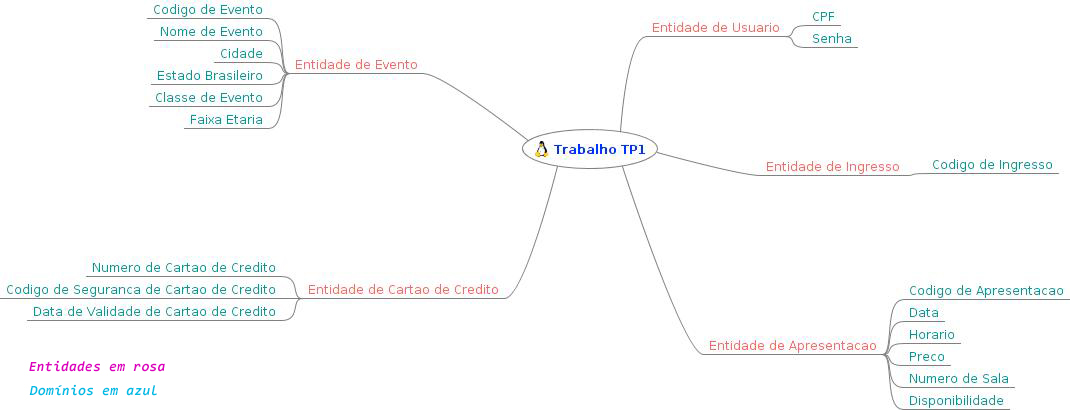 Trabalho TP1
Entidade de Evento
Codigo de Evento
Nome de Evento
Cidade
Estado Brasileiro
Classe de Evento
Faixa Etaria
Entidade de Usuario
CPF
Senha
Entidade de Ingresso
Codigo de Ingresso
Entidade de Cartao de Credito
Numero de Cartao de Credito
Codigo de Seguranca de Cartao de Credito
Data de Validade de Cartao de Credito
Entidade de Apresentacao
Codigo de Apresentacao
Data
Horario
Preco
Numero de Sala
Disponibilidade
Entidades em rosa
Domínios em azul